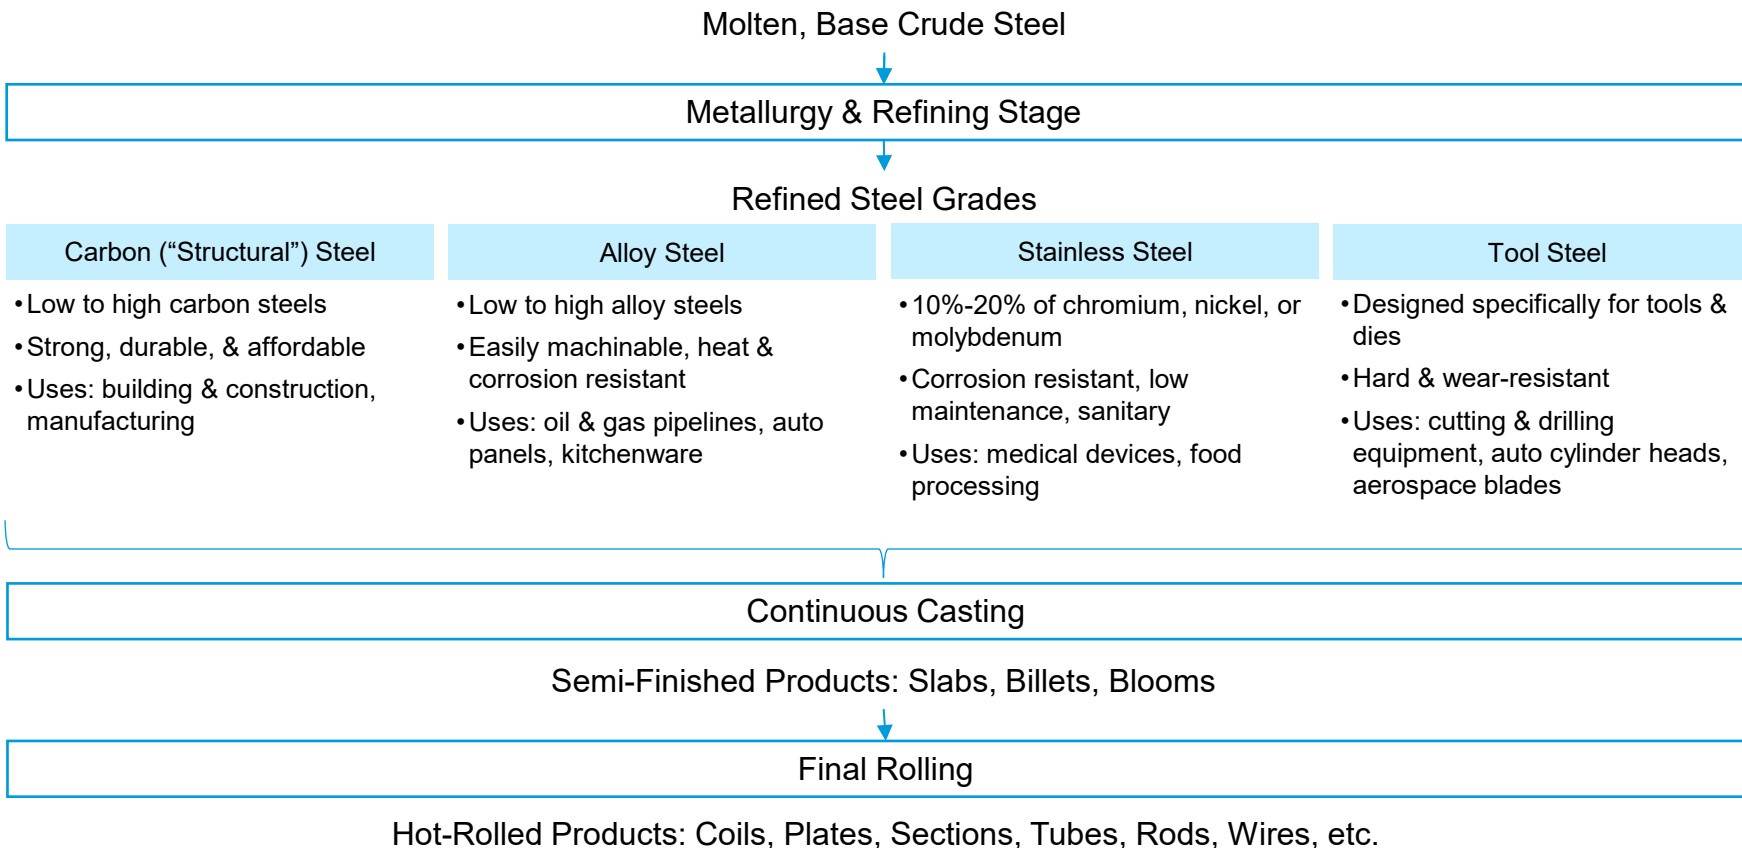 Molten, Base Crude Steel
Metallurgy & Refining Stage
Refined Steel Grades
Carbon (“Structural”) Steel
•Low to high carbon steels
•Strong, durable, & affordable
•Uses: building & construction,
manufacturing
Alloy Steel
•Low to high alloy steels
•Easily machinable, heat &
corrosion resistant
•Uses: oil & gas pipelines, auto
panels, kitchenware
Stainless Steel
•10%-20% of chromium, nickel, or
molybdenum
•Corrosion resistant, low
maintenance, sanitary
•Uses: medical devices, food
processing
Tool Steel
•Designed specifically for tools &
dies
•Hard & wear-resistant
•Uses: cutting & drilling
equipment, auto cylinder heads,
aerospace blades
Continuous Casting
Semi-Finished Products: Slabs, Billets, Blooms
Final Rolling
Hot-Rolled Products: Coils, Plates, Sections, Tubes, Rods, Wires, etc.